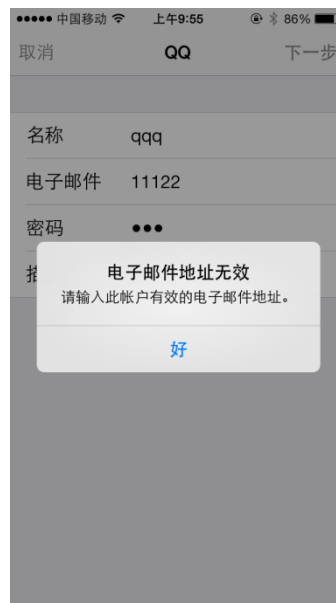 中国移动 上午9:55 86%
取消 QQ 下一步
名称 qqq
电子邮件 11122
密码 •••
电子邮件地址无效
请输入此帐户有效的电子邮件地址。
好